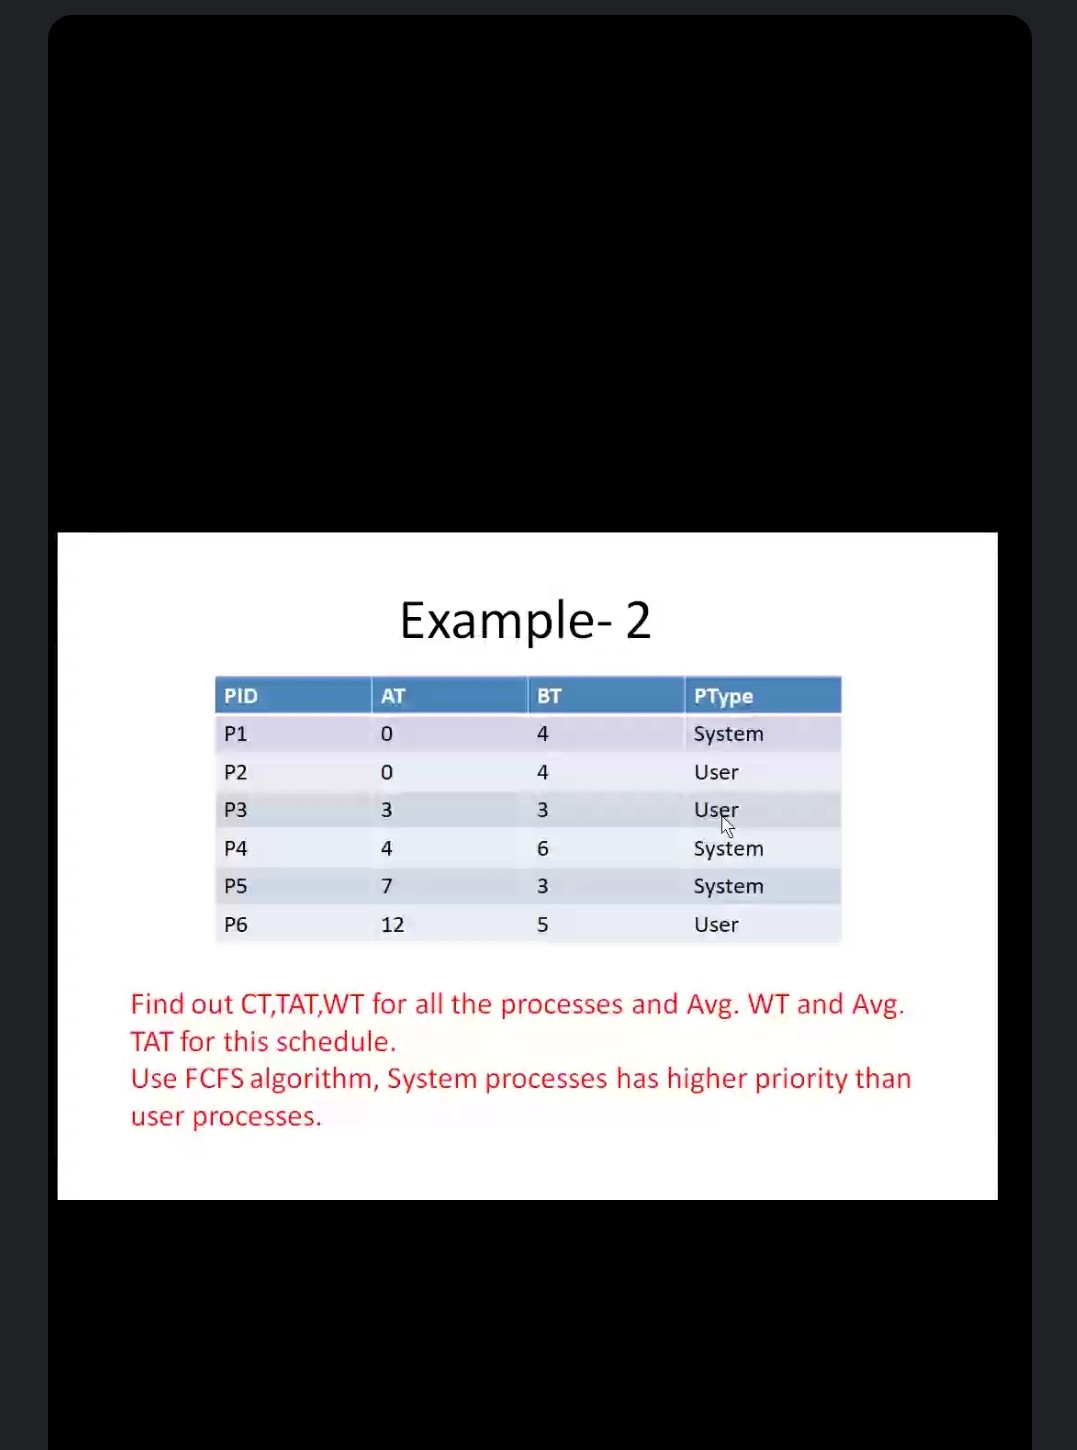 Example- 2
PID AT BT PType
P1 0 4 System
P2 0 4 User
P3 3 3 User
P4 4 6 System
P5 7 3 System
P6 12 5 User
Find out CT,TAT,WT for all the processes and Avg. WT and Avg.
TAT for this schedule.
Use FCFS algorithm, System processes has higher priority than
user processes.